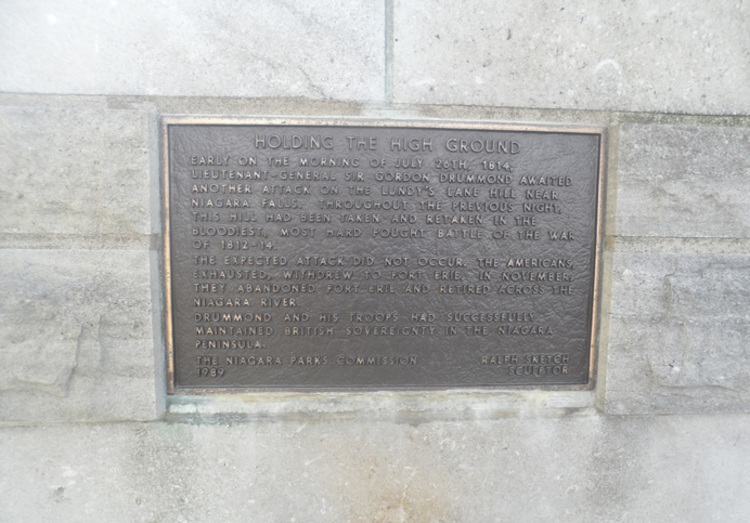 HOLDING THE HIGH GROUND
EARLY ON THE MORNING OF JULY 26TH, 1814,
LIEUTENANT-GENERAL SIR GORDON DRUMMOND AWAITED
ANOTHER ATTACK ON THE LUNDY'S LANE HILL NEAR
NIAGARA FALLS. THROUGHOUT THE PREVIOUS NIGHT,
THIS HILL HAD BEEN TAKEN AND RETAKEN IN THE
BLOODIEST, MOST HARD FOUGHT BATTLE OF THE WAR
OF 1812-14.
THE EXPECTED ATTACK DID NOT OCCUR. THE AMERICANS,
EXHAUSTED, WITHDREW TO FORT ERIE. IN NOVEMBER,
THEY ABANDONED FORT ERIE AND RETIRED ACROSS THE
NIAGARA RIVER.
DRUMMOND AND HIS TROOPS HAD SUCCESSFULLY
MAINTAINED BRITISH SOVEREIGNTY IN THE NIAGARA
PENINSULA.
THE NIAGARA PARKS COMMISSION RALPH SKETCH
1989 SCULPTOR